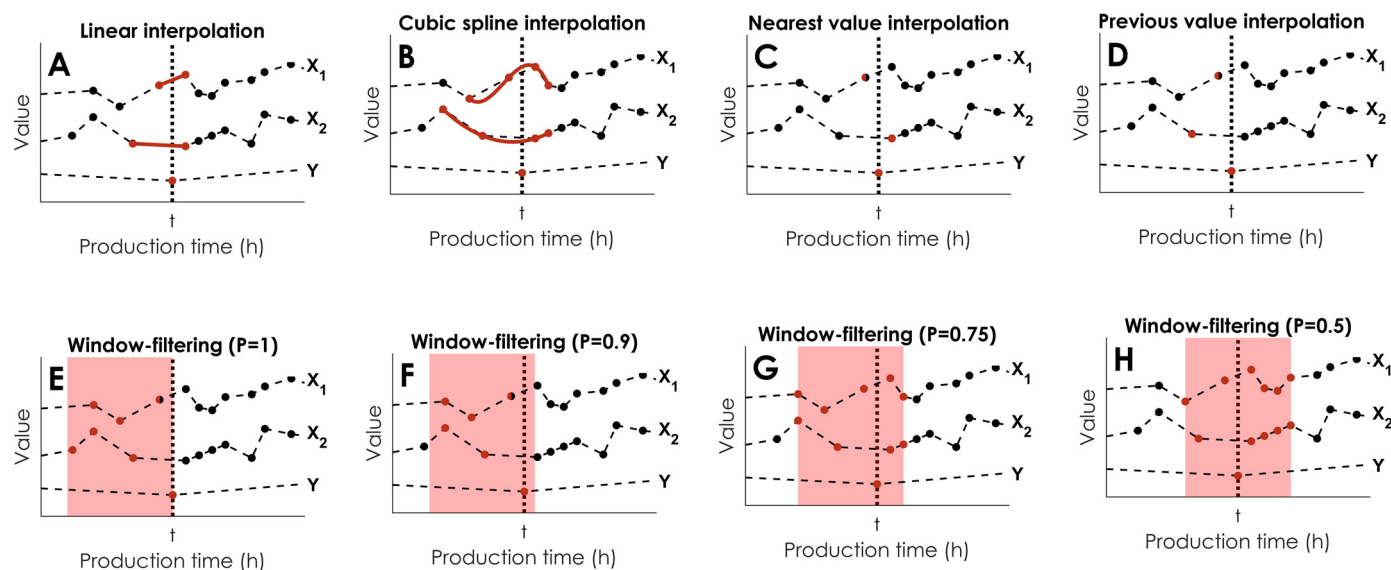 Linear interpolation
A
Value
X1
X2
Y
t
Production time (h)
Cubic spline interpolation
B
Value
X1
X2
Y
t
Production time (h)
Nearest value interpolation
C
Value
X1
X2
Y
t
Production time (h)
Previous value interpolation
D
Value
X1
X2
Y
t
Production time (h)
Window-filtering (P=1)
E
Value
X1
X2
Y
t
Production time (h)
Window-filtering (P=0.9)
F
Value
X1
X2
Y
t
Production time (h)
Window-filtering (P=0.75)
G
Value
X1
X2
Y
t
Production time (h)
Window-filtering (P=0.5)
H
Value
X1
X2
Y
t
Production time (h)